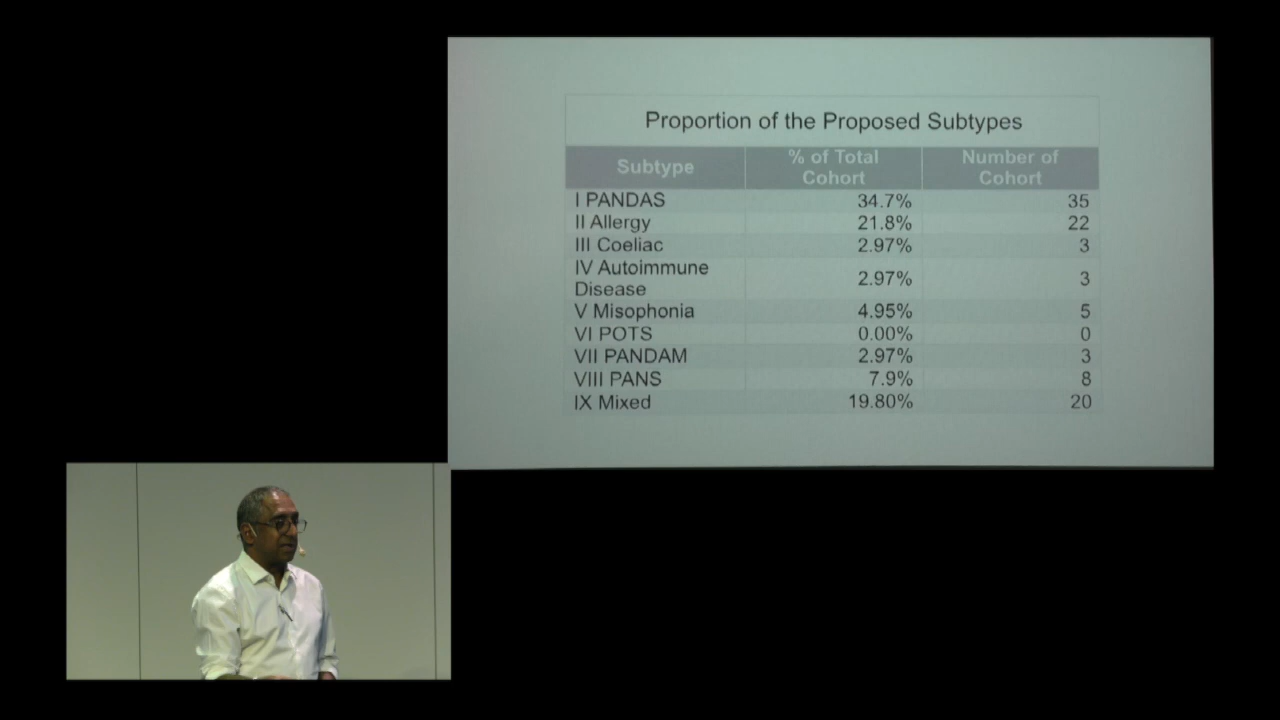 Proportion of the Proposed Subtypes
Subtype % of Total Cohort Number of Cohort
I PANDAS 34.7% 35
II Allergy 21.8% 22
III Coeliac 2.97% 3
IV Autoimmune Disease 2.97% 3
V Misophonia 4.95% 5
VI POTS 0.00% 0
VII PANDAM 2.97% 3
VIII PANS 7.9% 8
IX Mixed 19.80% 20